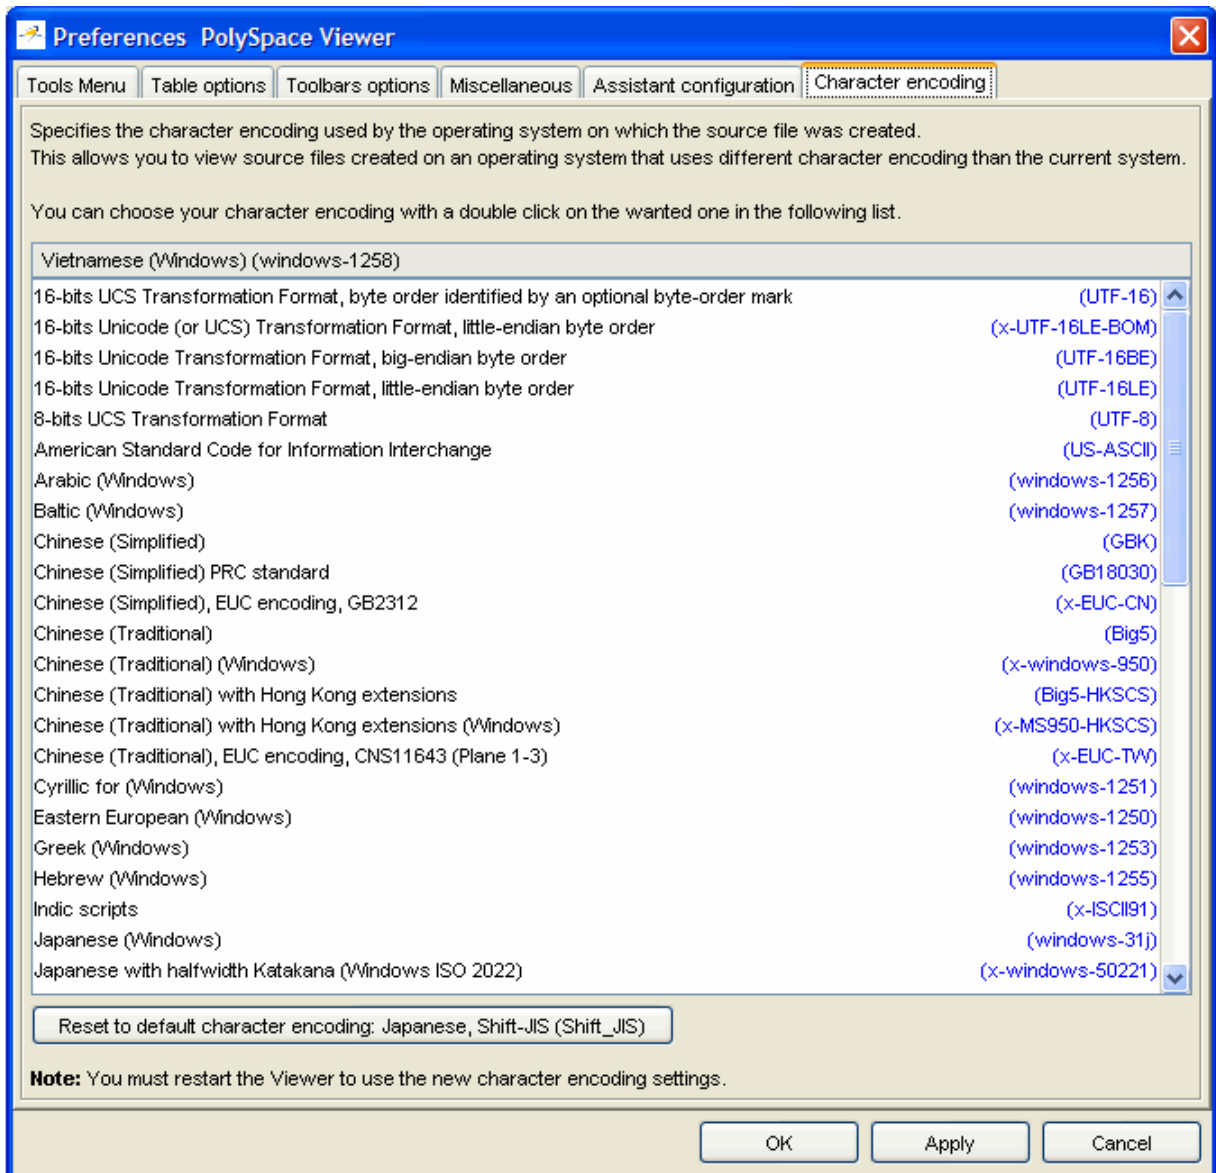 Preferences PolySpace Viewer
Tools Menu Table options Toolbars options Miscellaneous Assistant configuration Character encoding
Specifies the character encoding used by the operating system on which the source file was created.
This allows you to view source files created on an operating system that uses different character encoding than the current system.
You can choose your character encoding with a double click on the wanted one in the following list.
Vietnamese (Windows) (windows-1258)
16-bits UCS Transformation Format, byte order identified by an optional byte-order mark (UTF-16)
16-bits Unicode (or UCS) Transformation Format, little-endian byte order (x-UTF-16LE-BOM)
16-bits Unicode Transformation Format, big-endian byte order (UTF-16BE)
16-bits Unicode Transformation Format, little-endian byte order (UTF-16LE)
8-bits UCS Transformation Format (UTF-8)
American Standard Code for Information Interchange (US-ASCII)
Arabic (Windows) (windows-1256)
Baltic (Windows) (windows-1257)
Chinese (Simplified) (GBK)
Chinese (Simplified) PRC standard (GB18030)
Chinese (Simplified), EUC encoding, GB2312 (x-EUC-CN)
Chinese (Traditional) (Big5)
Chinese (Traditional) (Windows) (x-windows-950)
Chinese (Traditional) with Hong Kong extensions (Big5-HKSCS)
Chinese (Traditional) with Hong Kong extensions (Windows) (x-MS950-HKSCS)
Chinese (Traditional), EUC encoding, CNS11643 (Plane 1-3) (x-EUC-TW)
Cyrillic for (Windows) (windows-1251)
Eastern European (Windows) (windows-1250)
Greek (Windows) (windows-1253)
Hebrew (Windows) (windows-1255)
Indic scripts (x-ISCII91)
Japanese (Windows) (windows-31j)
Japanese with halfwidth Katakana (Windows ISO 2022) (x-windows-50221)
Reset to default character encoding: Japanese, Shift-JIS (Shift_JIS)
Note: You must restart the Viewer to use the new character encoding settings.
OK Apply Cancel